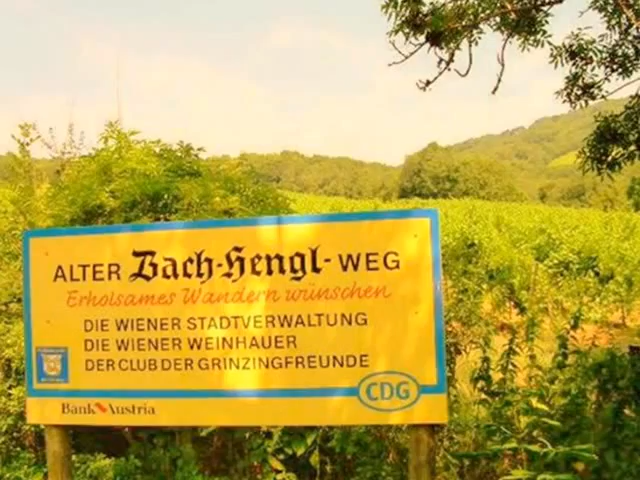 ALTER Bach-Hengl-WEG
Erholsames Wandern wünschen
DIE WIENER STADTVERWALTUNG
DIE WIENER WEINHAUER
DER CLUB DER GRINZINGFREUNDE
CDG
Bank Austria